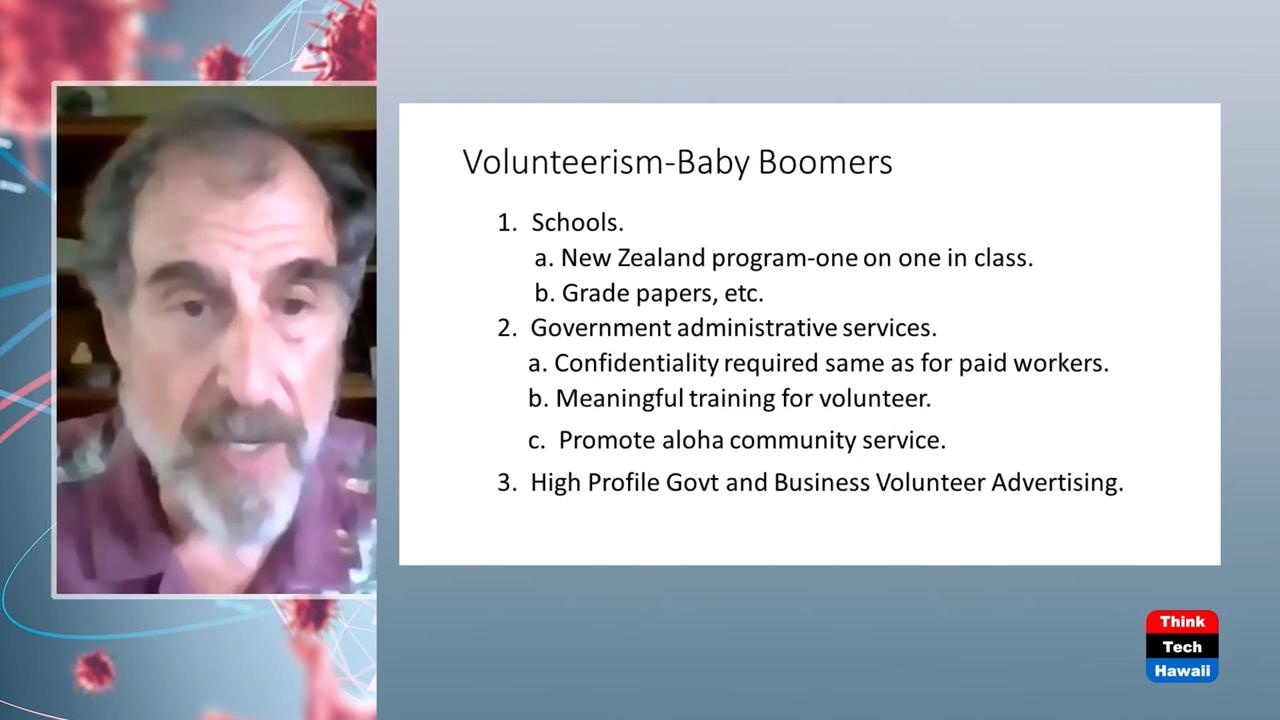 Volunteerism-Baby Boomers
1. Schools.
a. New Zealand program-one on one in class.
b. Grade papers, etc.
2. Government administrative services.
a. Confidentiality required same as for paid workers.
b. Meaningful training for volunteer.
c. Promote aloha community service.
3. High Profile Govt and Business Volunteer Advertising.
Think
Tech
Hawaii